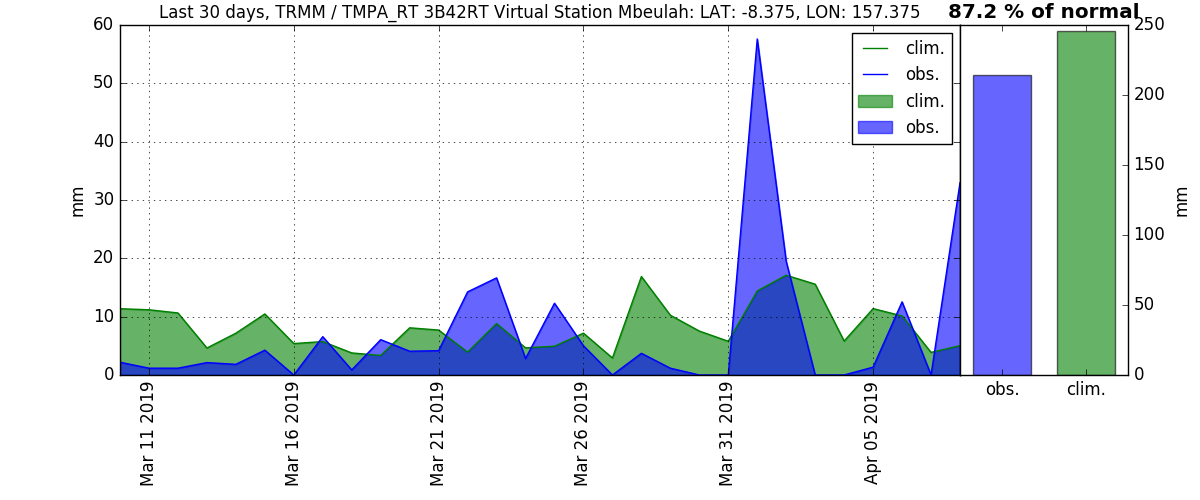 Last 30 days, TRMM / TMPA_RT 3B42RT Virtual Station Mbeulah: LAT: -8.375, LON: 157.375
87.2 % of normal
60
50
40
30
20
10
0
mm
clim.
obs.
clim.
obs.
Mar 11 2019
Mar 16 2019
Mar 21 2019
Mar 26 2019
Mar 31 2019
Apr 05 2019
250
200
150
100
50
0
mm
obs.
clim.